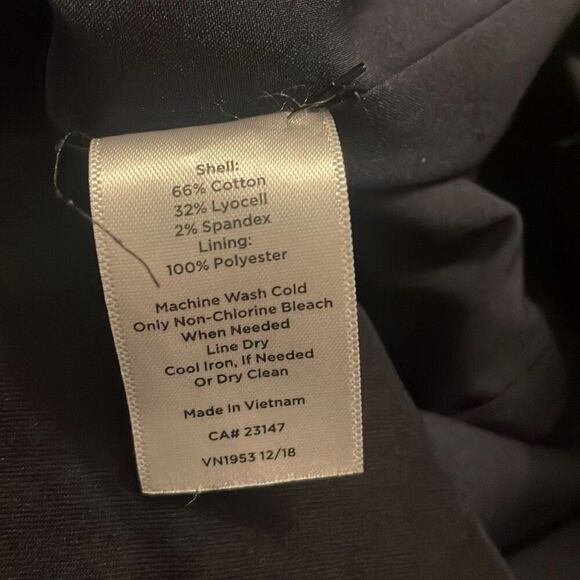 Shell:
66% Cotton
32% Lyocell
2% Spandex
Lining:
100% Polyester
Machine Wash Cold
Only Non-Chlorine Bleach
When Needed
Line Dry
Cool Iron, If Needed
Or Dry Clean
Made In Vietnam
CA# 23147
VN1953 12/18